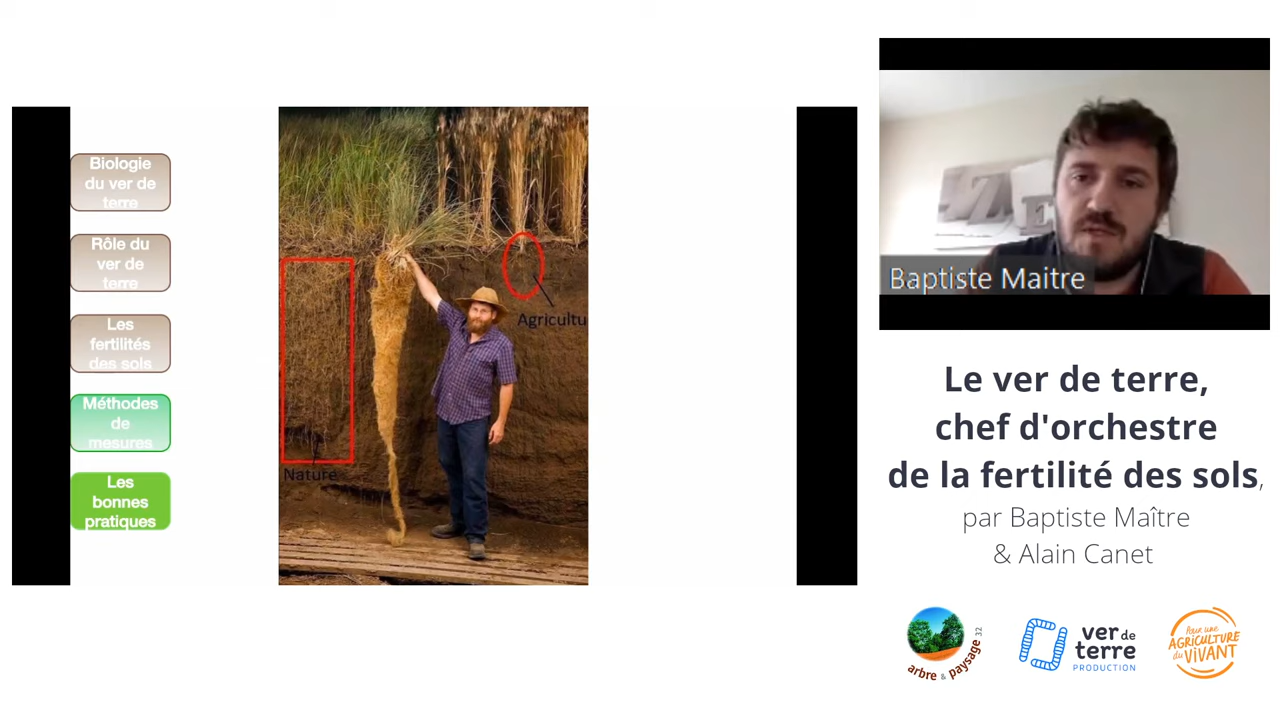 Biologie
du ver de
terre
Rôle du
ver de
terre
Les
fertilités
des sols
Méthodes
de
mesures
Les
bonnes
pratiques
Nature
Agricultu
Baptiste Maitre
Le ver de terre,
chef d'orchestre
de la fertilité des sols,
par Baptiste Maître
& Alain Canet
arbre & paysage 32
ver de
terre
PRODUCTION
Pour une
AGRICULTURE
du VIVANT